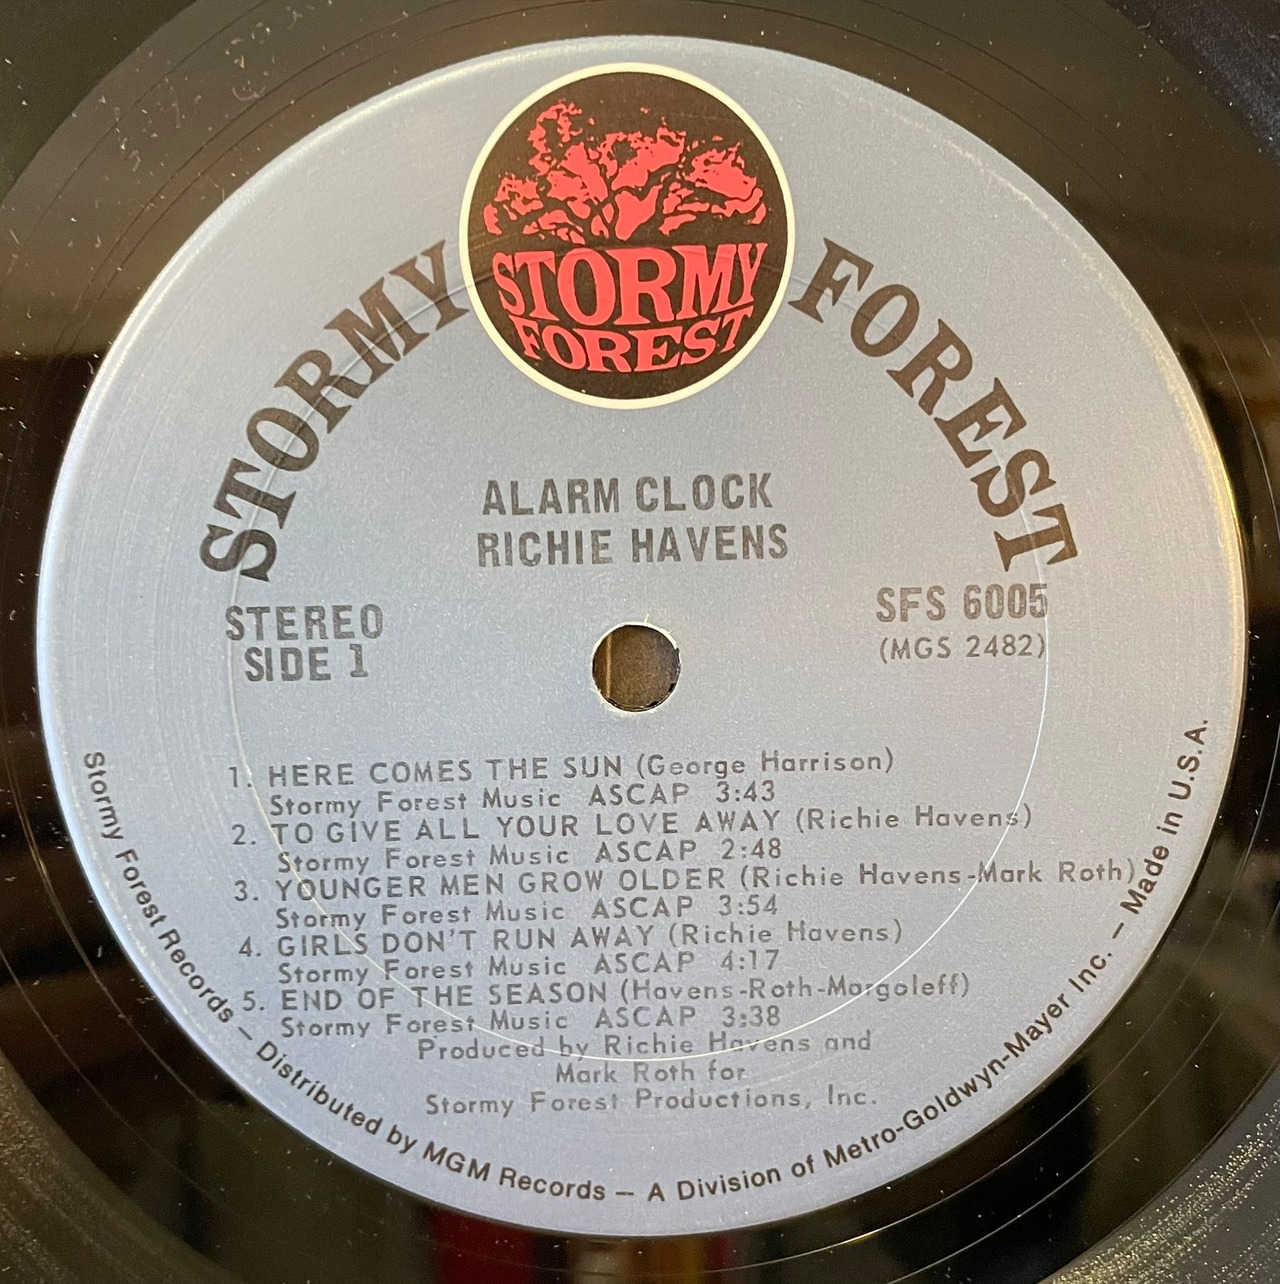 STORMY
FOREST
STORMY FOREST
ALARM CLOCK
RICHIE HAVENS
STEREO
SIDE 1
SFS 6005
(MGS 2482)
1. HERE COMES THE SUN (George Harrison)
Stormy Forest Music ASCAP 3:43
2. TO GIVE ALL YOUR LOVE AWAY (Richie Havens)
Stormy Forest Music ASCAP 2:48
3. YOUNGER MEN GROW OLDER (Richie Havens-Mark Roth)
Stormy Forest Music ASCAP 3:54
4. GIRLS DON'T RUN AWAY (Richie Havens)
Stormy Forest Music ASCAP 4:17
5. END OF THE SEASON (Havens-Roth-Margoleff)
Stormy Forest Music ASCAP 3:38
Produced by Richie Havens and
Mark Roth for
Stormy Forest Productions, Inc.
Stormy Forest Records – Distributed by MGM Records – A Division of Metro-Goldwyn-Mayer Inc. – Made in U.S.A.